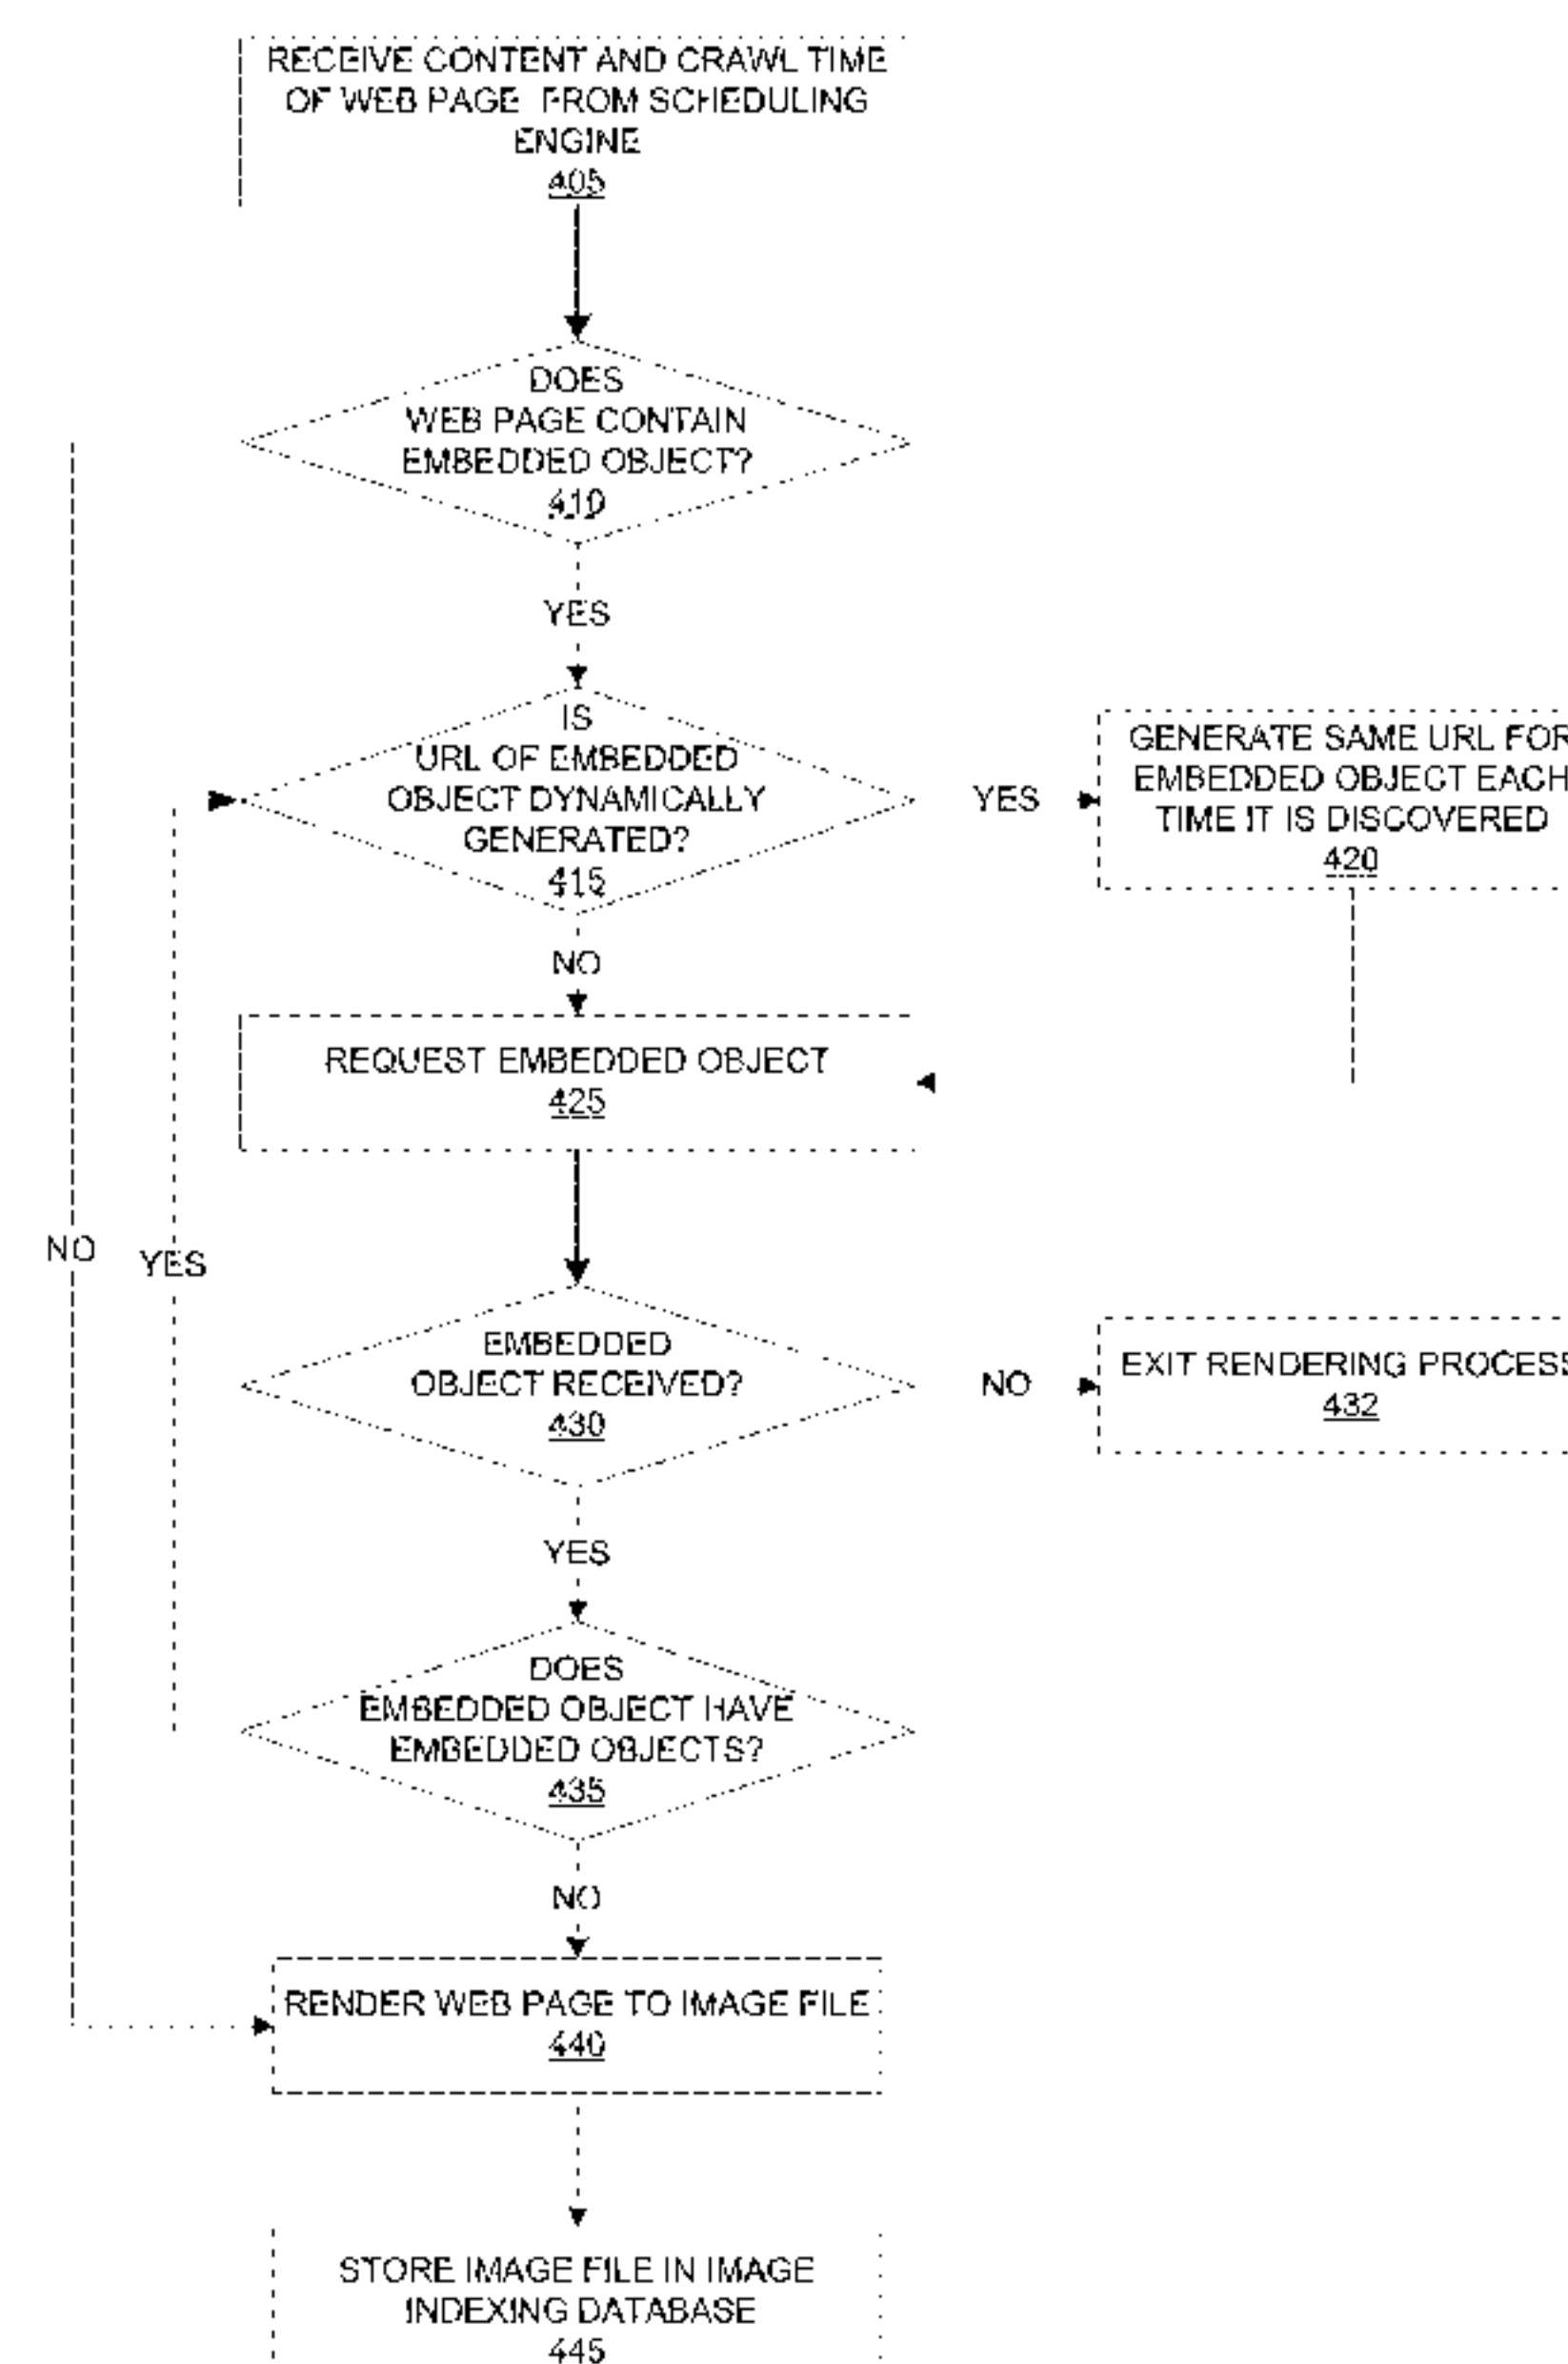 RECEIVE CONTENT AND CRAWL TIME
OF WEB PAGE FROM SCHEDULING
ENGINE
405
DOES
WEB PAGE CONTAIN
EMBEDDED OBJECT?
410
YES
IS
URL OF EMBEDDED
OBJECT DYNAMICALLY
GENERATED?
415
YES
GENERATE SAME URL FOR
EMBEDDED OBJECT EACH
TIME IT IS DISCOVERED
420
NO
REQUEST EMBEDDED OBJECT
425
NO
YES
EMBEDDED
OBJECT RECEIVED?
430
NO
EXIT RENDERING PROCESS
432
YES
DOES
EMBEDDED OBJECT HAVE
EMBEDDED OBJECTS?
435
NO
RENDER WEB PAGE TO IMAGE FILE
440
STORE IMAGE FILE IN IMAGE
INDEXING DATABASE
445